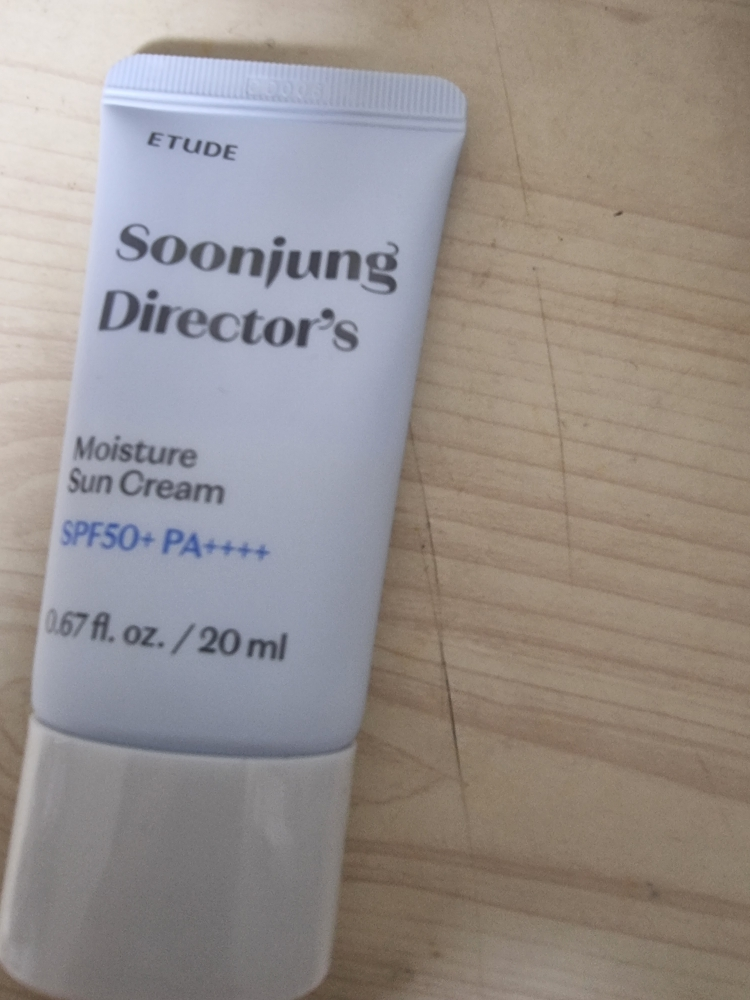 ETUDE
Soonjung
Director's
Moisture
Sun Cream
SPF50+ PA++++
0.67 fl. oz. / 20 ml